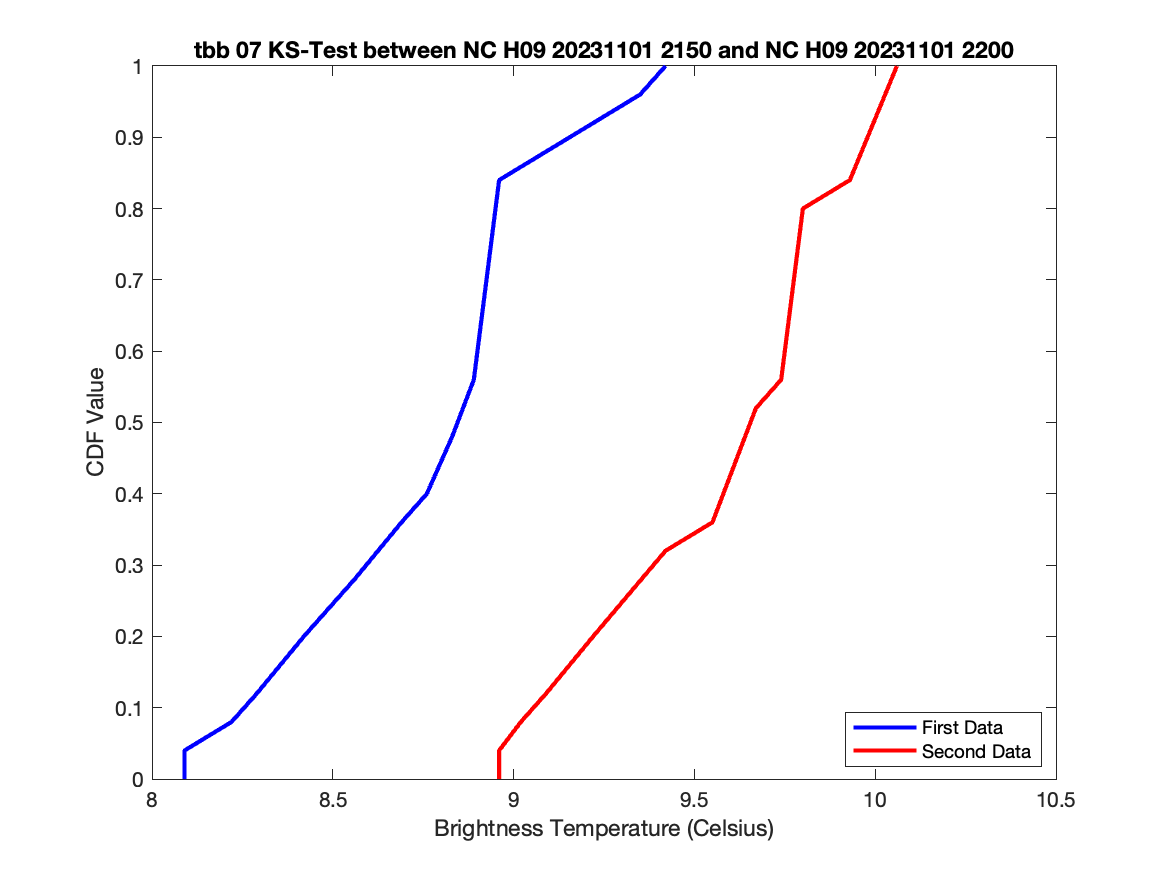 tbb 07 KS-Test between NC H09 20231101 2150 and NC H09 20231101 2200
1
0.9
0.8
0.7
0.6
0.5
0.4
0.3
0.2
0.1
0
CDF Value
First Data
Second Data
8 8.5 9 9.5 10 10.5
Brightness Temperature (Celsius)